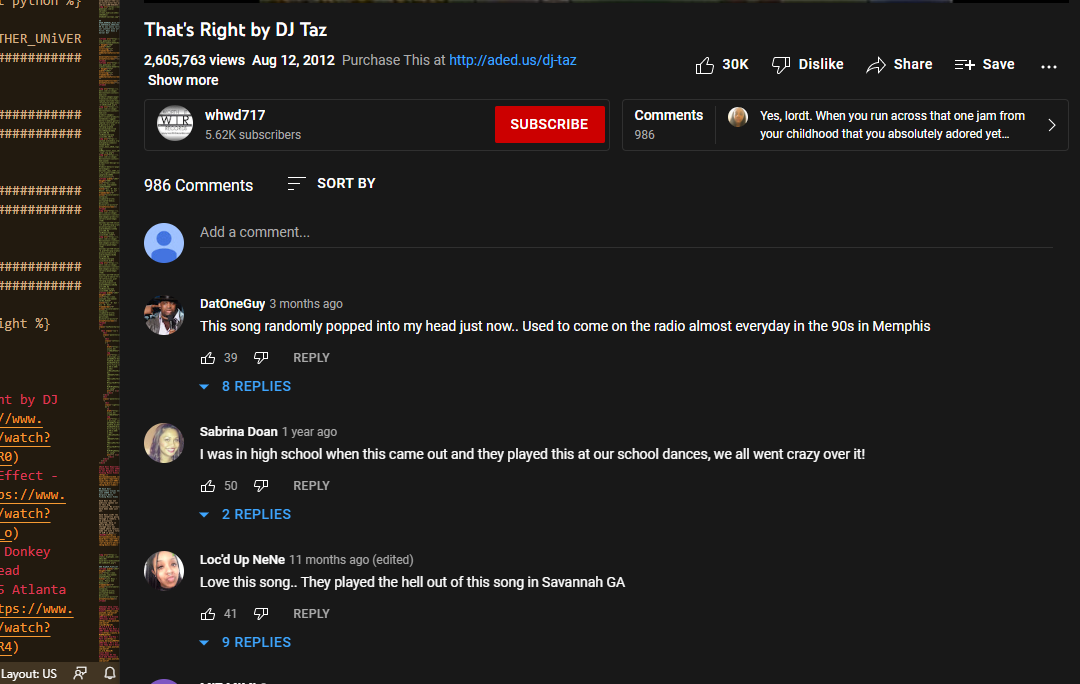 t python %}
THER_UNiVER
###########
###########
###########
###########
###########
###########
###########
ight %}
ht by DJ
//www.
/watch?
R0)
Effect -
ps://www.
/watch?
_o)
Donkey
ead
5 Atlanta
tps://www.
/watch?
R4)
Layout: US
That's Right by DJ Taz
2,605,763 views Aug 12, 2012 Purchase This at http://aded.us/dj-taz
Show more
30K Dislike Share Save
WTR
whwd717
5.62K subscribers
SUBSCRIBE
Comments
986
Yes, lordt. When you run across that one jam from
your childhood that you absolutely adored yet...
986 Comments SORT BY
Add a comment...
DatOneGuy 3 months ago
This song randomly popped into my head just now.. Used to come on the radio almost everyday in the 90s in Memphis
39 REPLY
8 REPLIES
Sabrina Doan 1 year ago
I was in high school when this came out and they played this at our school dances, we all went crazy over it!
50 REPLY
2 REPLIES
Loc'd Up NeNe 11 months ago (edited)
Love this song.. They played the hell out of this song in Savannah GA
41 REPLY
9 REPLIES